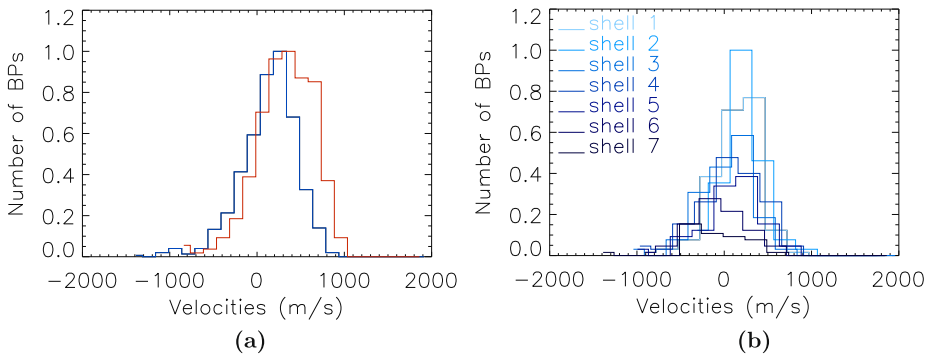 1.2
1.0
0.8
0.6
0.4
0.2
0.0
Number of BPs
−2000 −1000 0 1000 2000
Velocities (m/s)
(a)
1.2
1.0
0.8
0.6
0.4
0.2
0.0
Number of BPs
shell 1
shell 2
shell 3
shell 4
shell 5
shell 6
shell 7
−2000 −1000 0 1000 2000
Velocities (m/s)
(b)